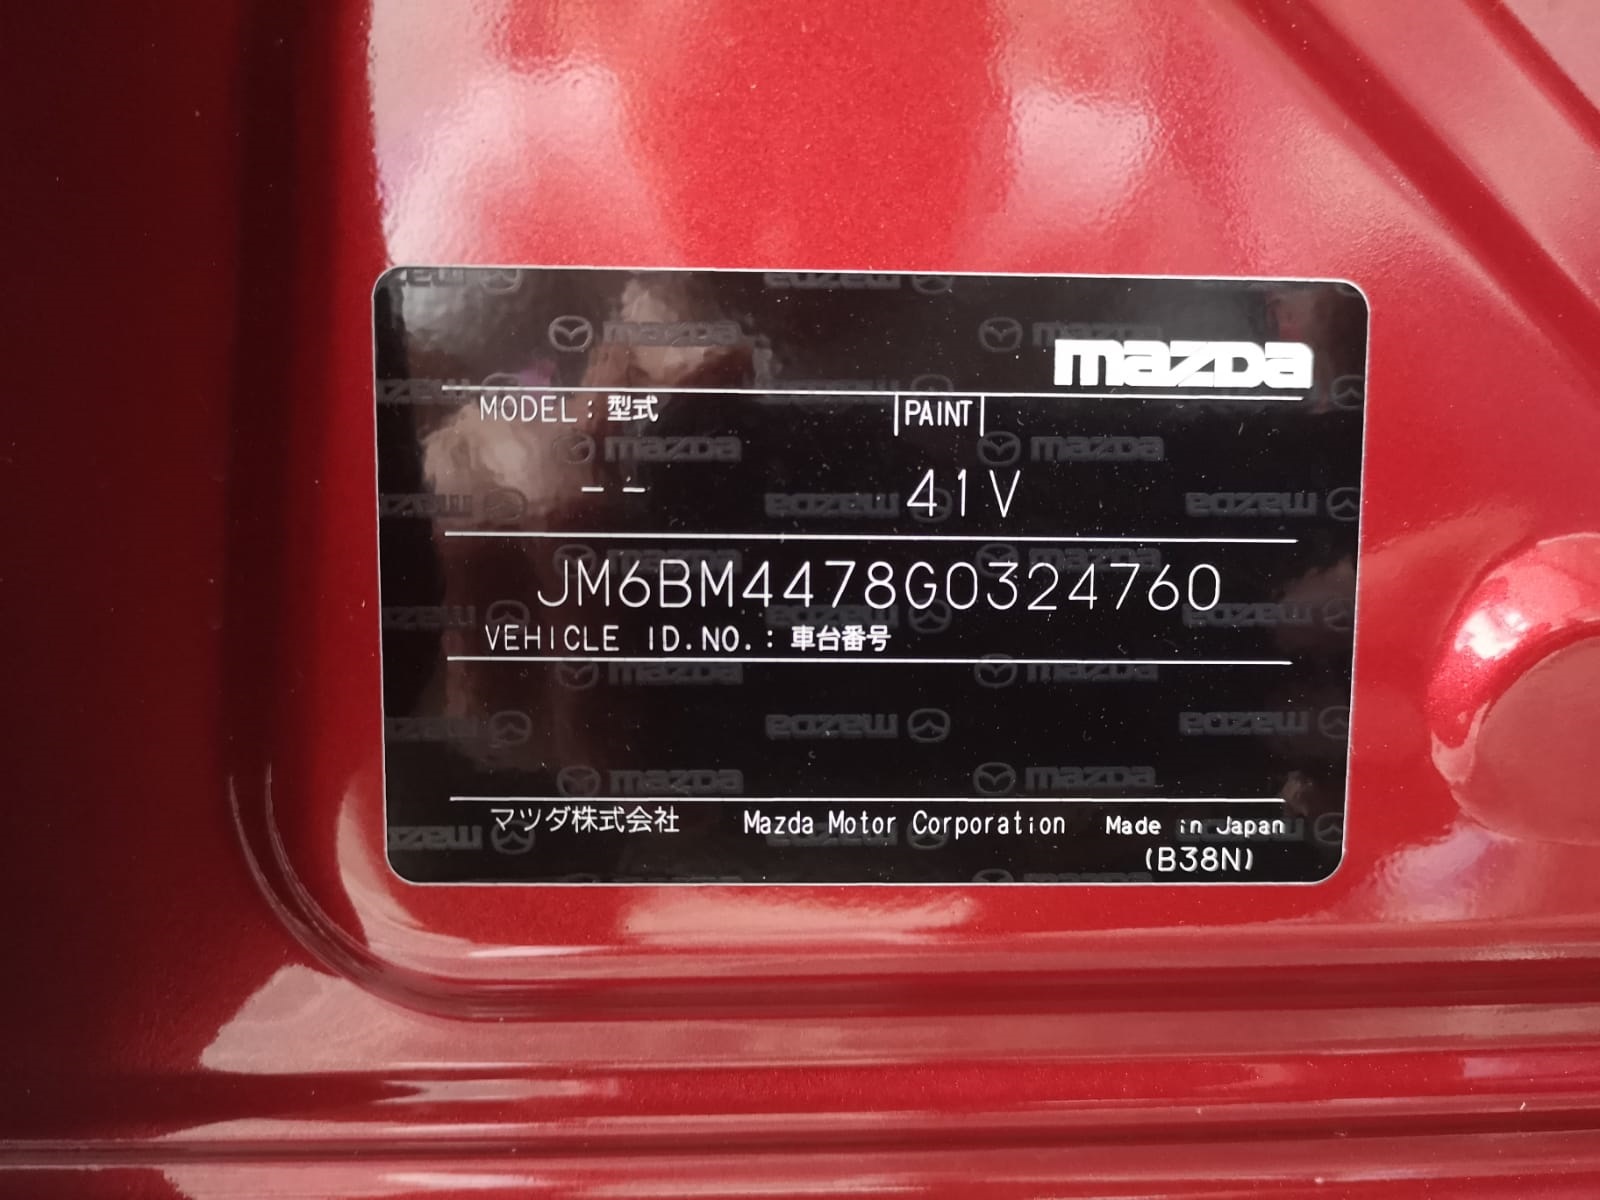 mazda
MODEL: 型式 PAINT
-- 41V
JM6BM4478G0324760
VEHICLE ID.NO.: 車台番号
マツダ株式会社 Mazda Motor Corporation Made in Japan
(B38N)